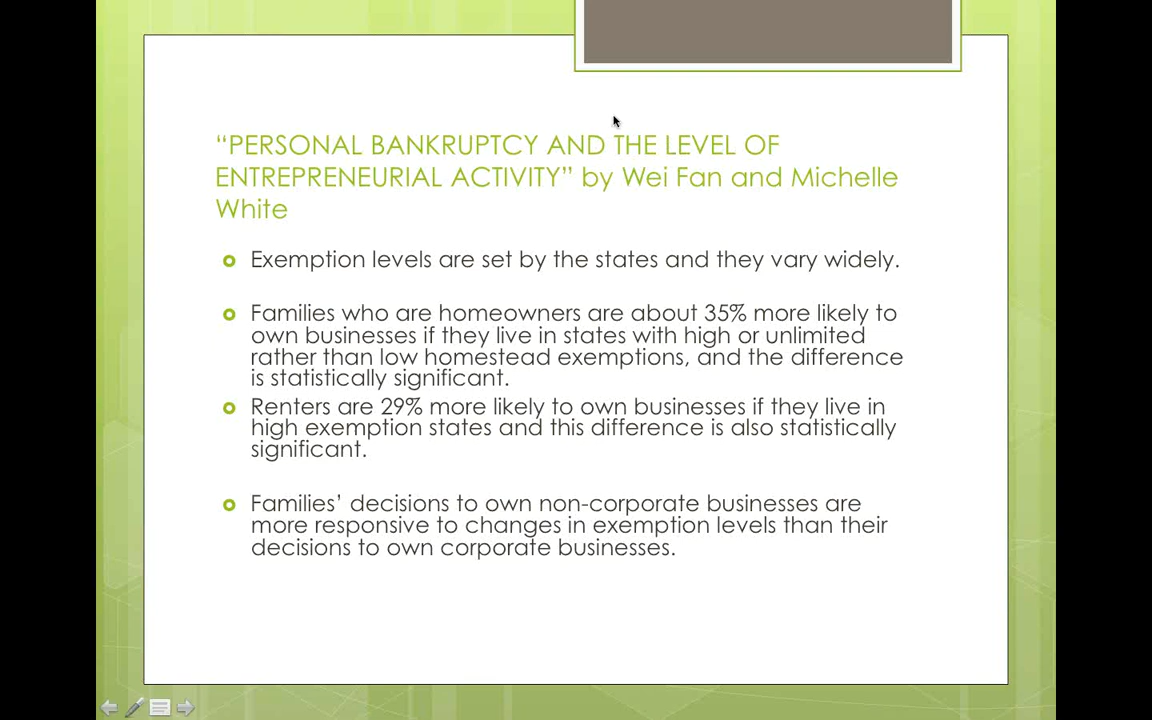 “PERSONAL BANKRUPTCY AND THE LEVEL OF
ENTREPRENEURIAL ACTIVITY” by Wei Fan and Michelle
White
Exemption levels are set by the states and they vary widely.
Families who are homeowners are about 35% more likely to
own businesses if they live in states with high or unlimited
rather than low homestead exemptions, and the difference
is statistically significant.
Renters are 29% more likely to own businesses if they live in
high exemption states and this difference is also statistically
significant.
Families’ decisions to own non-corporate businesses are
more responsive to changes in exemption levels than their
decisions to own corporate businesses.